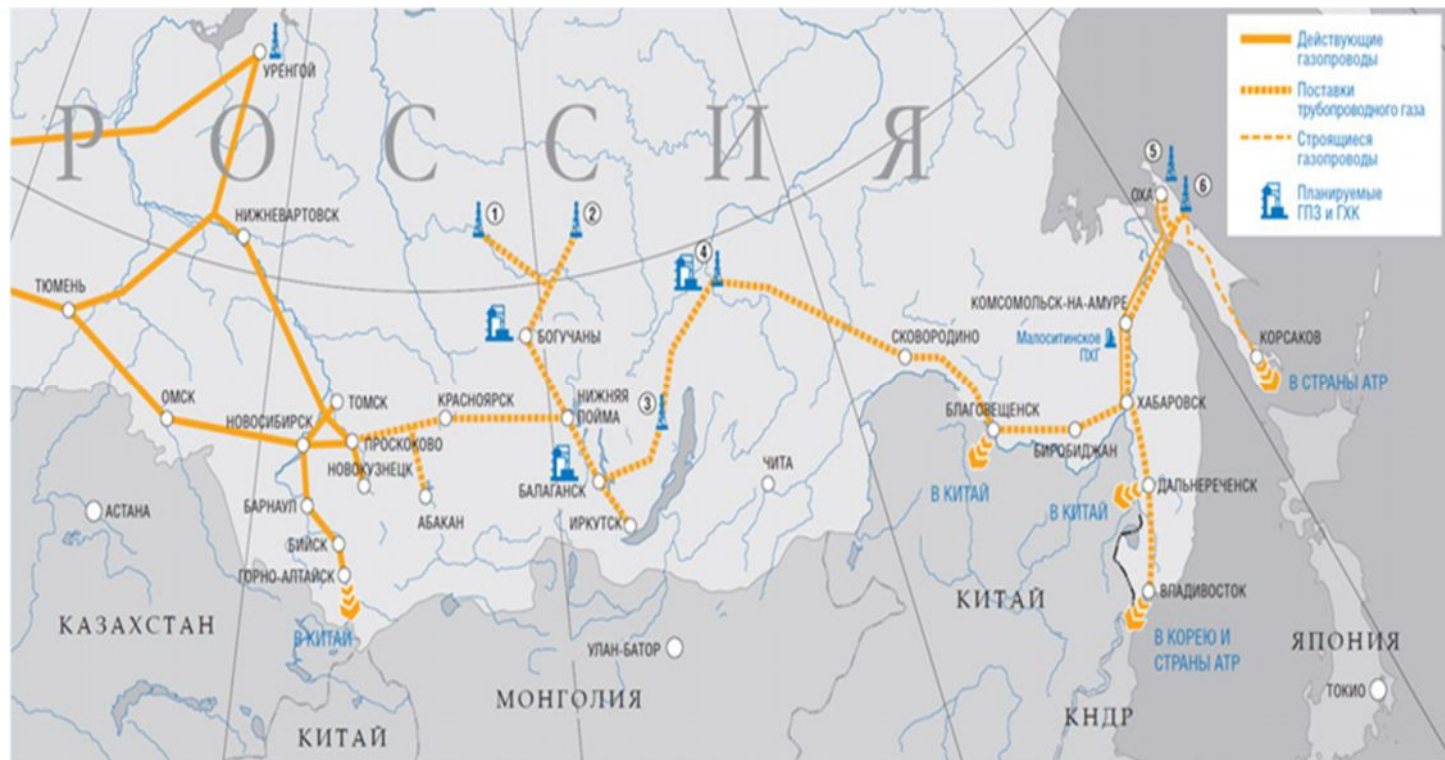 Действующие
газопроводы
Поставки
трубопроводного газа
Строящиеся
газопроводы
Планируемые
ГПЗ и ГХК
УРЕНГОЙ
РОССИЯ
НИЖНЕВАРТОВСК
1
2
3
4
5
6
ОХА
ТЮМЕНЬ
БОГУЧАНЫ
КОМСОМОЛЬСК-НА-АМУРЕ
СКОВОРОДИНО
Малоситинское
ПХГ
КОРСАКОВ
В СТРАНЫ АТР
ОМСК
НОВОСИБИРСК
ТОМСК
КРАСНОЯРСК
НИЖНЯЯ
ПОЙМА
БЛАГОВЕЩЕНСК
ХАБАРОВСК
ПРОСКОКОВО
НОВОКУЗНЕЦК
БИРОБИДЖАН
ЧИТА
АСТАНА
БАРНАУЛ
АБАКАН
БАЛАГАНСК
ИРКУТСК
В КИТАЙ
В КИТАЙ
ДАЛЬНЕРЕЧЕНСК
БИЙСК
ГОРНО-АЛТАЙСК
КАЗАХСТАН
В КИТАЙ
КИТАЙ
ВЛАДИВОСТОК
В КОРЕЮ И
СТРАНЫ АТР
ЯПОНИЯ
УЛАН-БАТОР
МОНГОЛИЯ
ТОКИО
КНДР
КИТАЙ